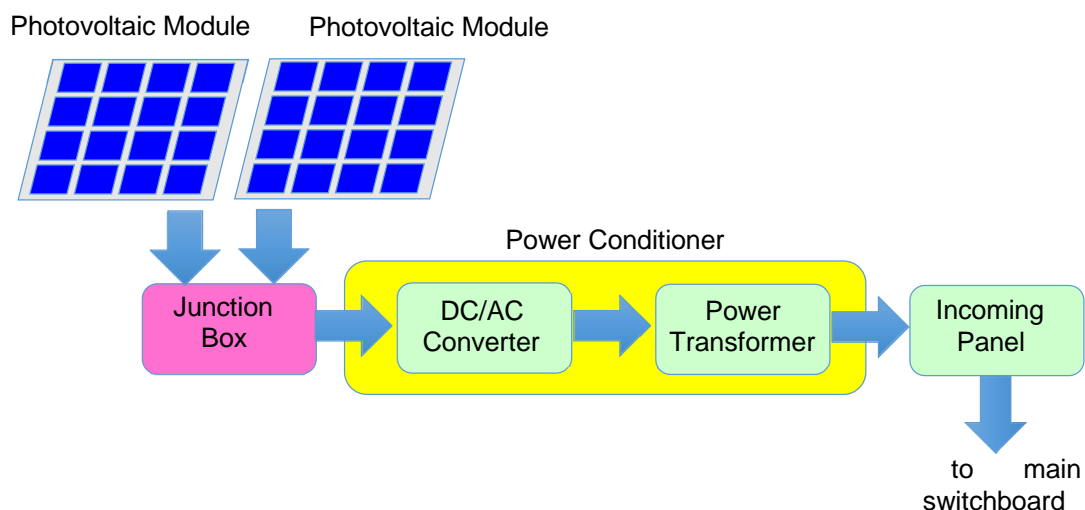 Photovoltaic Module
Photovoltaic Module
Power Conditioner
Junction
Box
DC/AC
Converter
Power
Transformer
Incoming
Panel
to main
switchboard